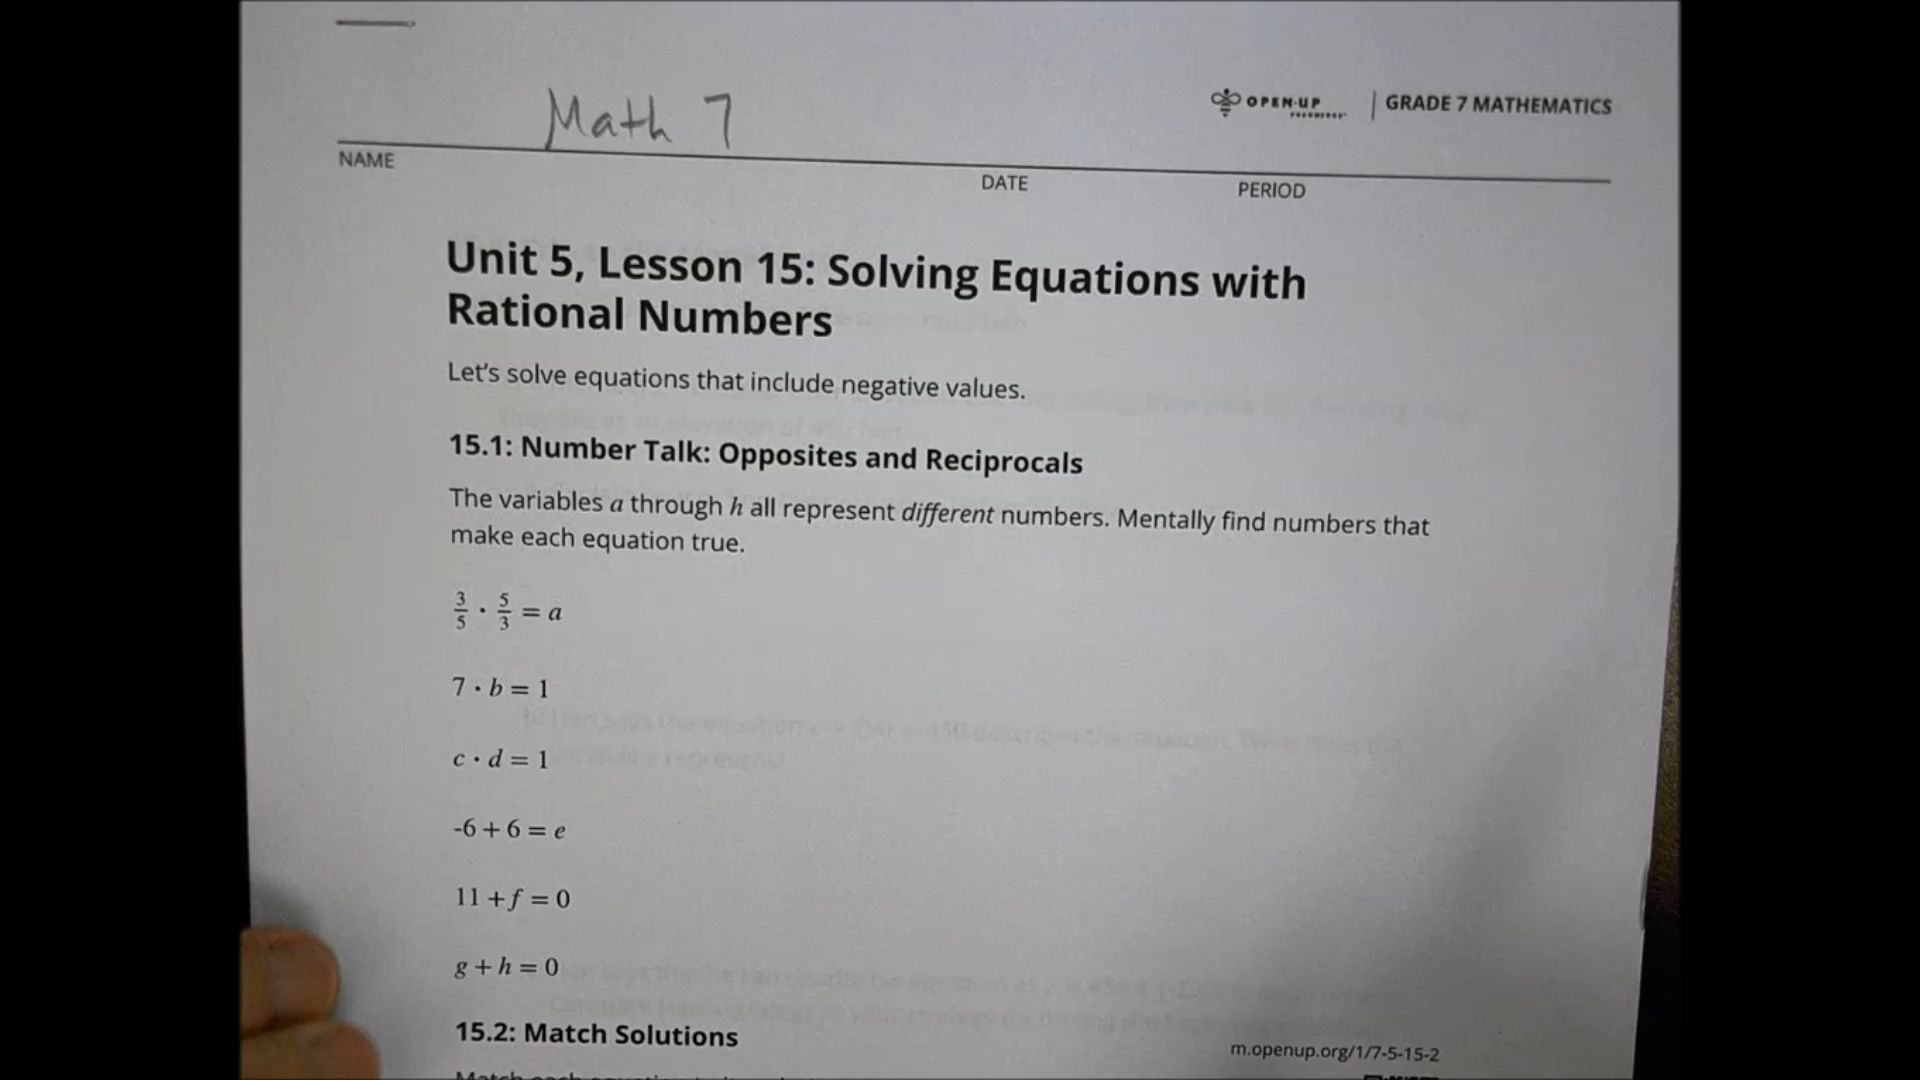 Math 7
OPEN-UP | GRADE 7 MATHEMATICS
NAME DATE PERIOD
Unit 5, Lesson 15: Solving Equations with
Rational Numbers
Let's solve equations that include negative values.
15.1: Number Talk: Opposites and Reciprocals
The variables a through h all represent different numbers. Mentally find numbers that
make each equation true.
3/5 · 5/3 = a
7 · b = 1
c · d = 1
-6 + 6 = e
11 + f = 0
g + h = 0
15.2: Match Solutions
m.openup.org/1/7-5-15-2